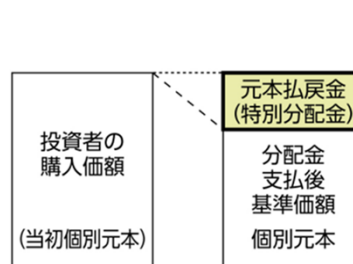 投資者の
購入価額
(当初個別元本)
元本払戻金
(特別分配金)
分配金
支払後
基準価額
個別元本